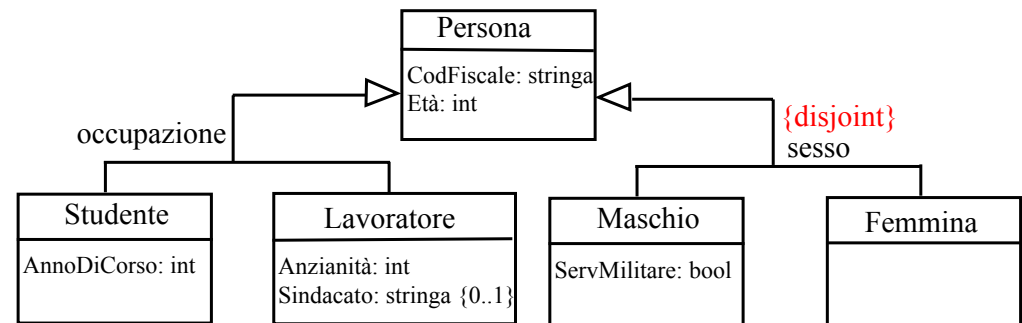 Persona
CodFiscale: stringa
Età: int
occupazione
{disjoint}
sesso
Studente
AnnoDiCorso: int
Lavoratore
Anzianità: int
Sindacato: stringa {0..1}
Maschio
ServMilitare: bool
Femmina